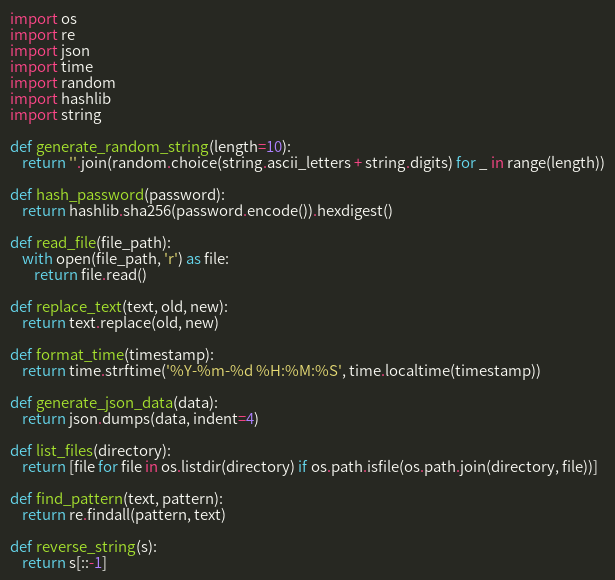 import os
import re
import json
import time
import random
import hashlib
import string

def generate_random_string(length=10):
    return ''.join(random.choice(string.ascii_letters + string.digits) for _ in range(length))

def hash_password(password):
    return hashlib.sha256(password.encode()).hexdigest()

def read_file(file_path):
    with open(file_path, 'r') as file:
        return file.read()

def replace_text(text, old, new):
    return text.replace(old, new)

def format_time(timestamp):
    return time.strftime('%Y-%m-%d %H:%M:%S', time.localtime(timestamp))

def generate_json_data(data):
    return json.dumps(data, indent=4)

def list_files(directory):
    return [file for file in os.listdir(directory) if os.path.isfile(os.path.join(directory, file))]

def find_pattern(text, pattern):
    return re.findall(pattern, text)

def reverse_string(s):
    return s[::-1]